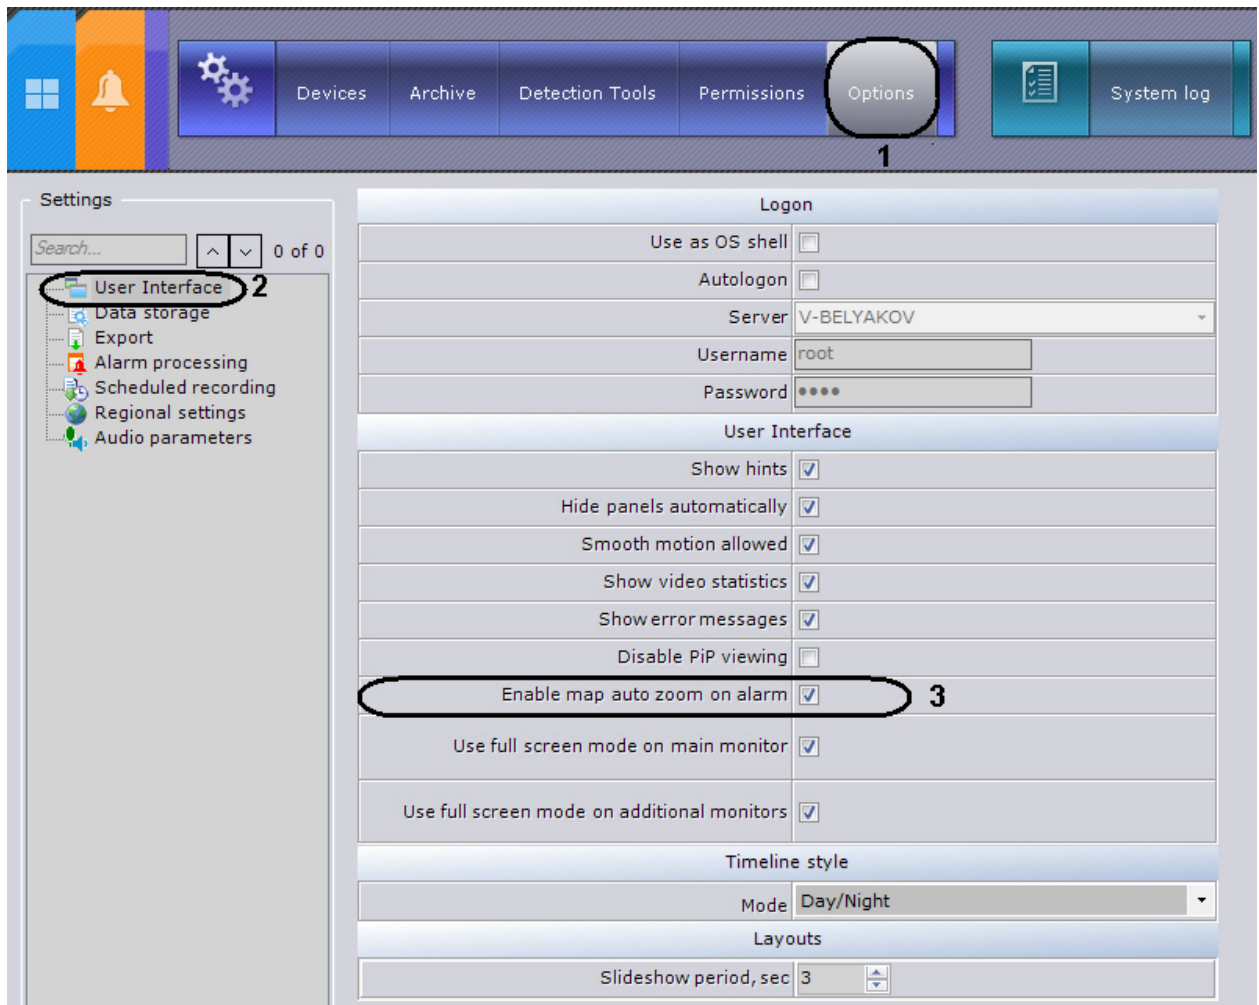 Devices Archive Detection Tools Permissions Options System log
1
Settings
Search... 0 of 0
User Interface 2
Data storage
Export
Alarm processing
Scheduled recording
Regional settings
Audio parameters
Logon
Use as OS shell
Autologon
Server V-BELYAKOV
Username root
Password ••••
User Interface
Show hints
Hide panels automatically
Smooth motion allowed
Show video statistics
Show error messages
Disable PiP viewing
Enable map auto zoom on alarm 3
Use full screen mode on main monitor
Use full screen mode on additional monitors
Timeline style
Mode Day/Night
Layouts
Slideshow period, sec 3